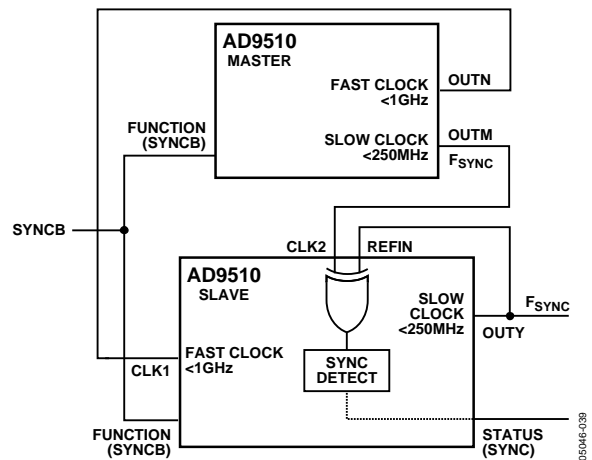 AD9510
MASTER
FAST CLOCK
<1GHz
OUTN
SLOW CLOCK
<250MHz
OUTM
FSYNC
FUNCTION
(SYNCB)
SYNCB
CLK2
REFIN
AD9510
SLAVE
SLOW
CLOCK
<250MHz
FSYNC
OUTY
FAST CLOCK
<1GHz
CLK1
SYNC
DETECT
FUNCTION
(SYNCB)
STATUS
(SYNC)
05046-039